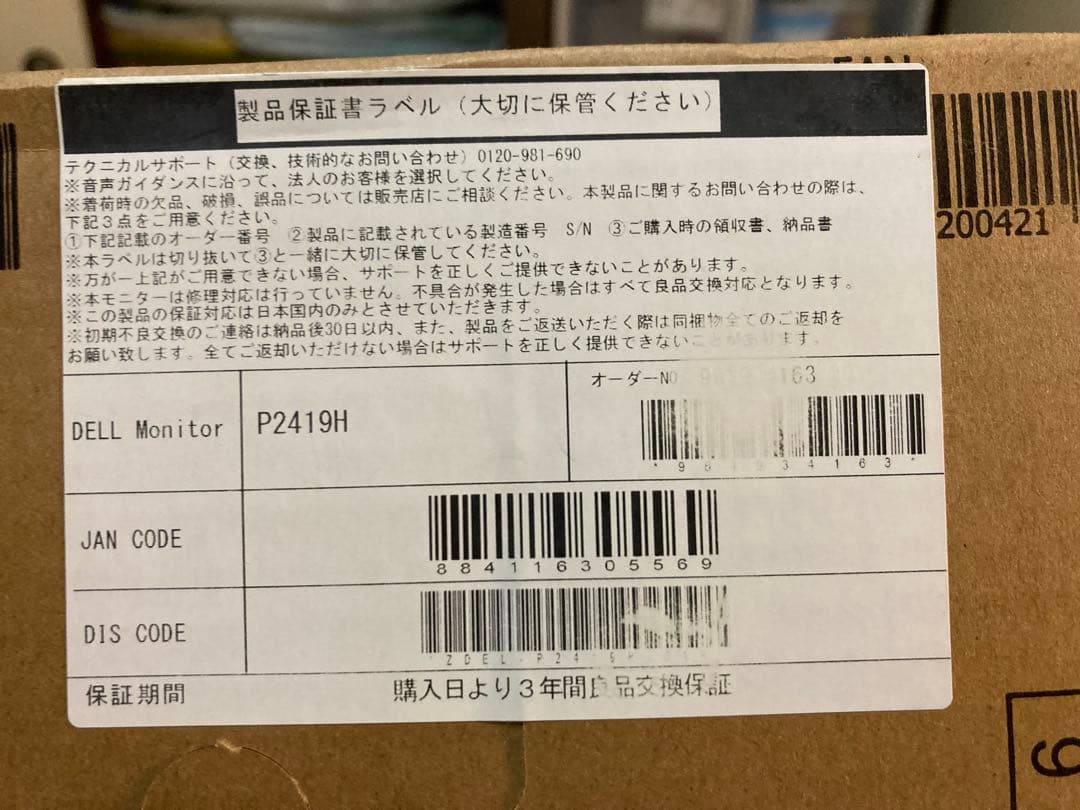 製品保証書ラベル（大切に保管ください）
テクニカルサポート（交換、技術的なお問い合わせ）0120-981-690
※音声ガイダンスに沿って、法人のお客様を選択してください。
※着荷時の欠品、破損、誤品については販売店にご相談ください。本製品に関するお問い合わせの際は、
下記３点をご用意ください。
①下記記載のオーダー番号　②製品に記載されている製造番号　S/N　③ご購入時の領収書、納品書
※本ラベルは切り抜いて③と一緒に大切に保管してください。
※万が一上記がご用意できない場合、サポートを正しくご提供できないことがあります。
※本モニターは修理対応は行っていません。不具合が発生した場合はすべて良品交換対応となります。
※この製品の保証対応は日本国内のみとさせていただきます。
※初期不良交換のご連絡は納品後30日以内、また、製品をご返送いただく際は同梱物全てのご返却を
お願い致します。全てご返却いただけない場合はサポートを正しく提供できないことがあります。
DELL Monitor
P2419H
オーダーNO
163
JAN CODE
884116305569
DIS CODE
保証期間
購入日より３年間良品交換保証
200421
9